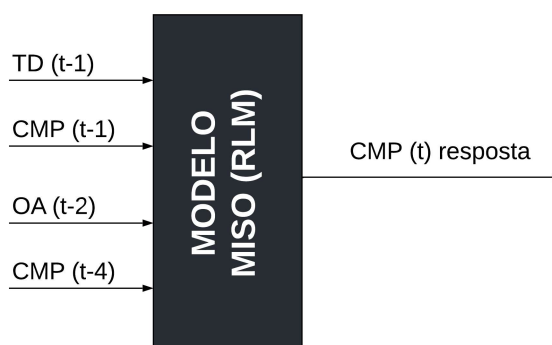 TD (t-1)
CMP (t-1)
OA (t-2)
CMP (t-4)
MODELO
MISO (RLM)
CMP (t) resposta